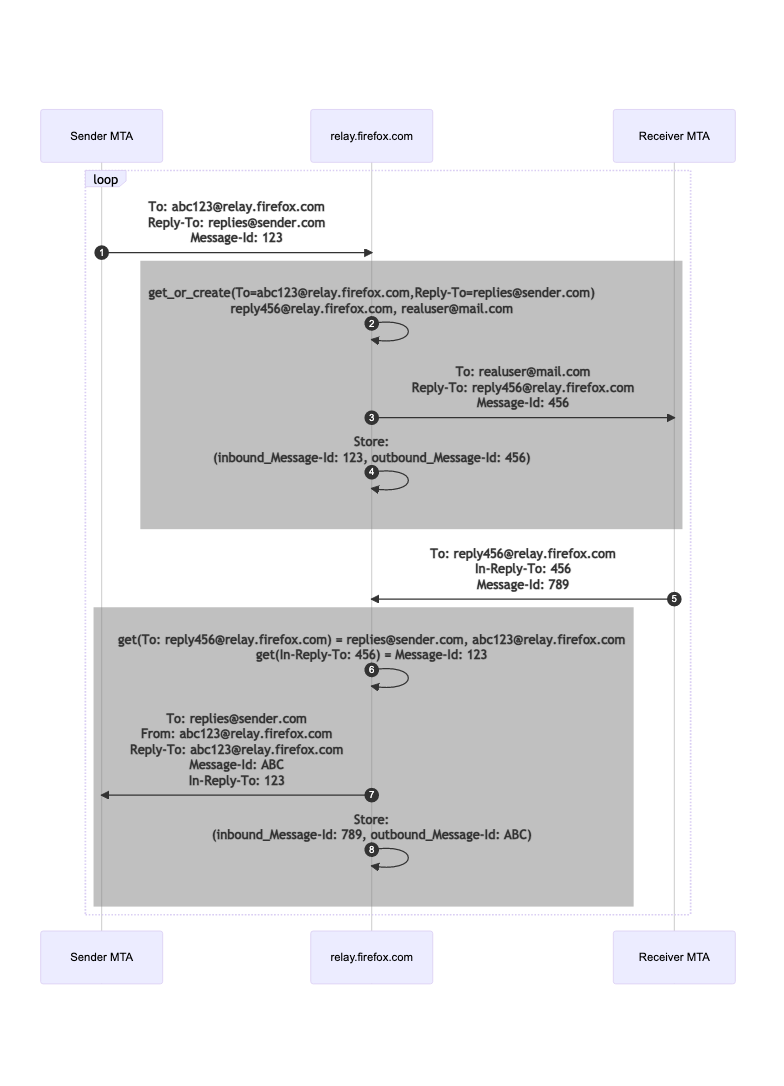 Sender MTA
relay.firefox.com
Receiver MTA
loop
To: abc123@relay.firefox.com
Reply-To: replies@sender.com
Message-Id: 123
1
get_or_create(To=abc123@relay.firefox.com,Reply-To=replies@sender.com)
reply456@relay.firefox.com, realuser@mail.com
2
To: realuser@mail.com
Reply-To: reply456@relay.firefox.com
Message-Id: 456
3
Store:
(inbound_Message-Id: 123, outbound_Message-Id: 456)
4
To: reply456@relay.firefox.com
In-Reply-To: 456
Message-Id: 789
5
get(To: reply456@relay.firefox.com) = replies@sender.com, abc123@relay.firefox.com
get(In-Reply-To: 456) = Message-Id: 123
6
To: replies@sender.com
From: abc123@relay.firefox.com
Reply-To: abc123@relay.firefox.com
Message-Id: ABC
In-Reply-To: 123
7
Store:
(inbound_Message-Id: 789, outbound_Message-Id: ABC)
8
Sender MTA
relay.firefox.com
Receiver MTA